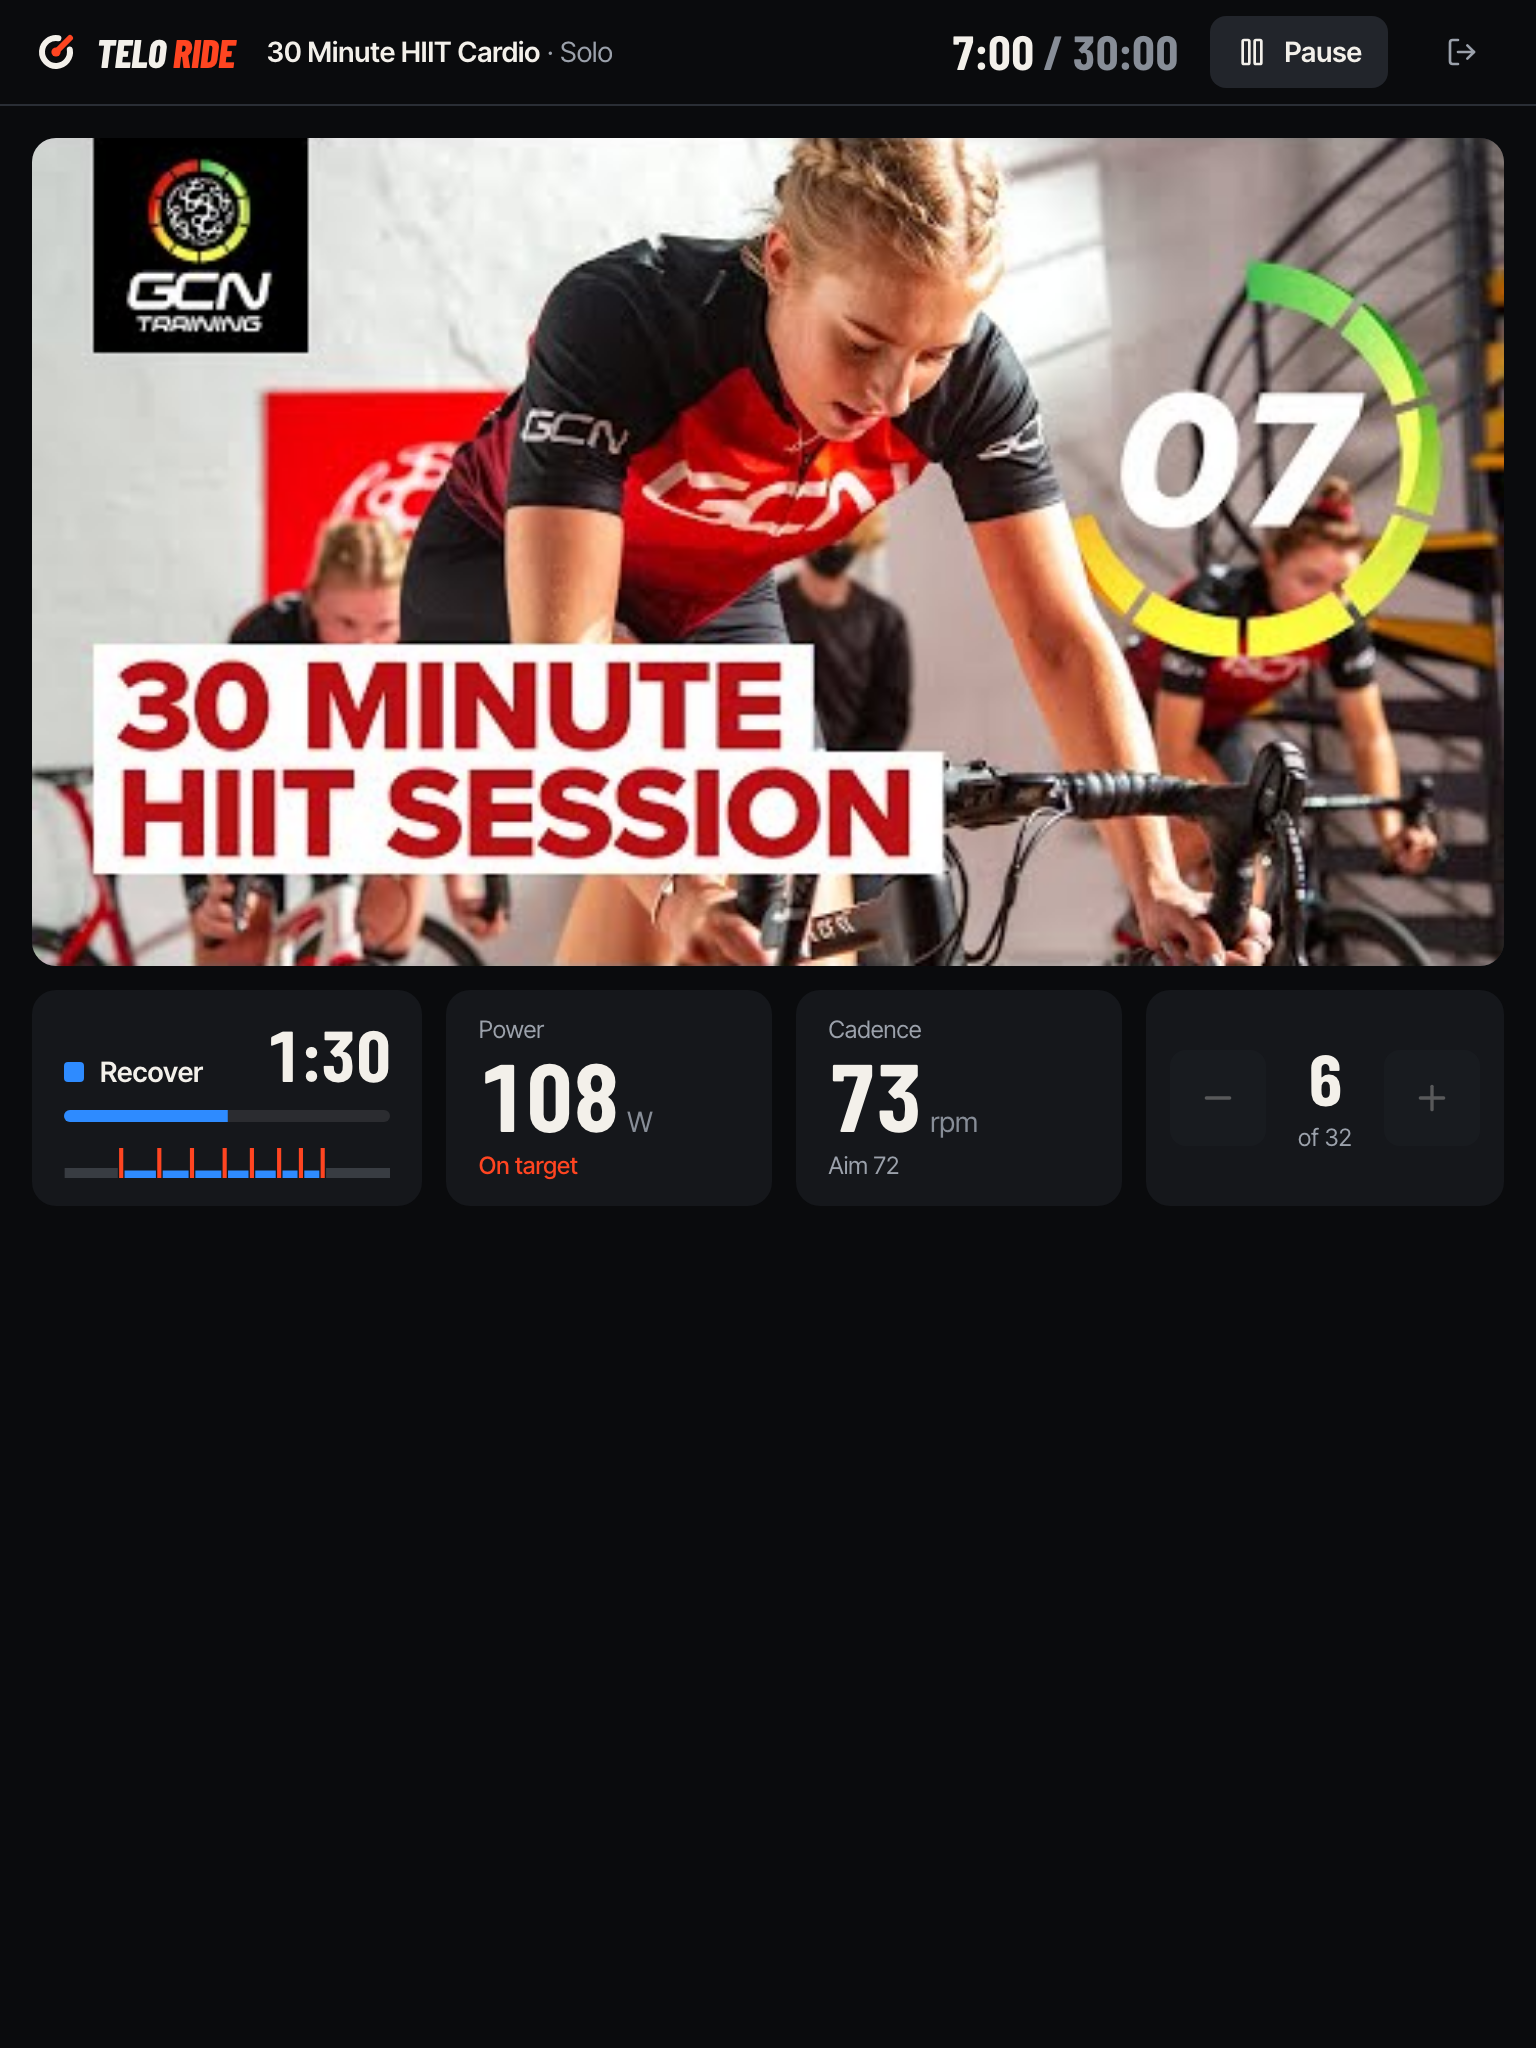 TELO RIDE
30 Minute HIIT Cardio · Solo
7:00 / 30:00
Pause
GCN
TRAINING
GCN
GCN
07
30 MINUTE
HIIT SESSION
Recover
1:30
Power
108 W
On target
Cadence
73 rpm
Aim 72
6
of 32